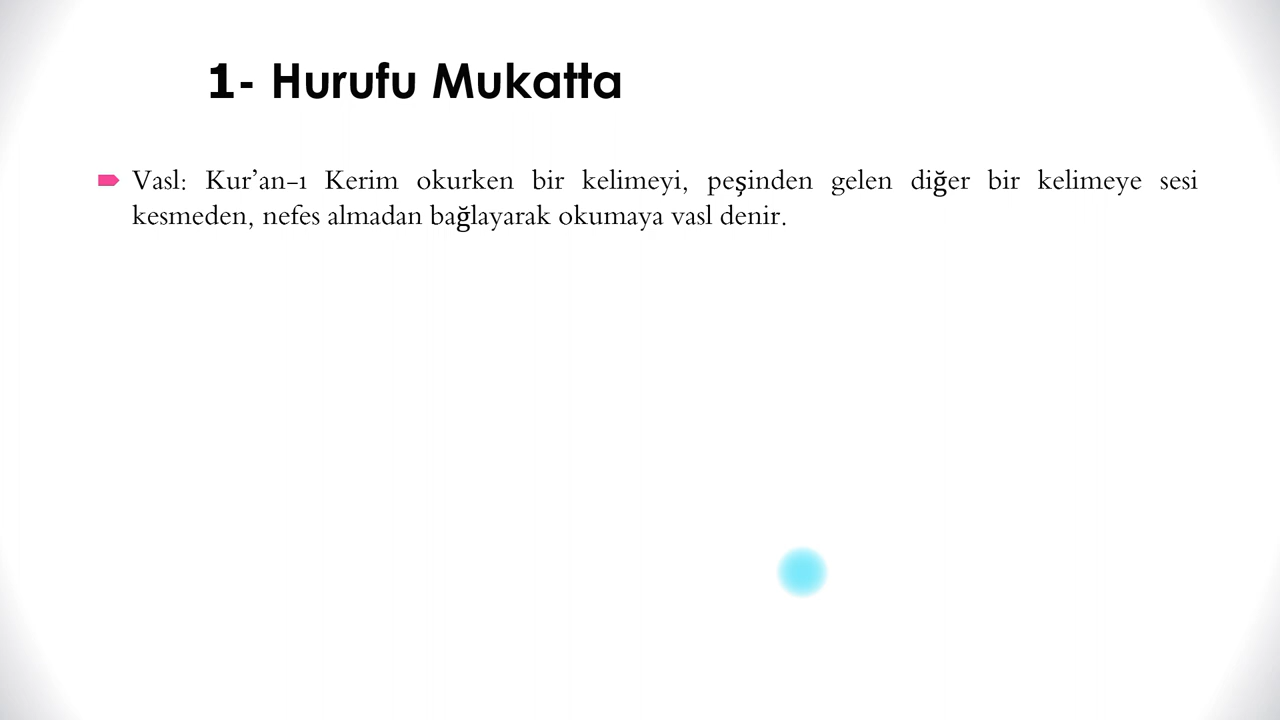 1- Hurufu Mukatta
Vasl: Kur’an-ı Kerim okurken bir kelimeyi, peşinden gelen diğer bir kelimeye sesi
kesmeden, nefes almadan bağlayarak okumaya vasl denir.